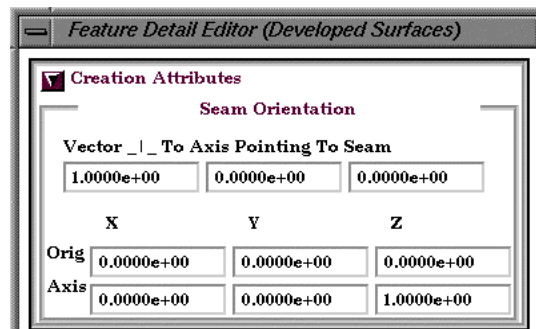 Feature Detail Editor (Developed Surfaces)
Creation Attributes
Seam Orientation
Vector _|_ To Axis Pointing To Seam
1.0000e+00 0.0000e+00 0.0000e+00
X Y Z
Orig 0.0000e+00 0.0000e+00 0.0000e+00
Axis 0.0000e+00 0.0000e+00 1.0000e+00